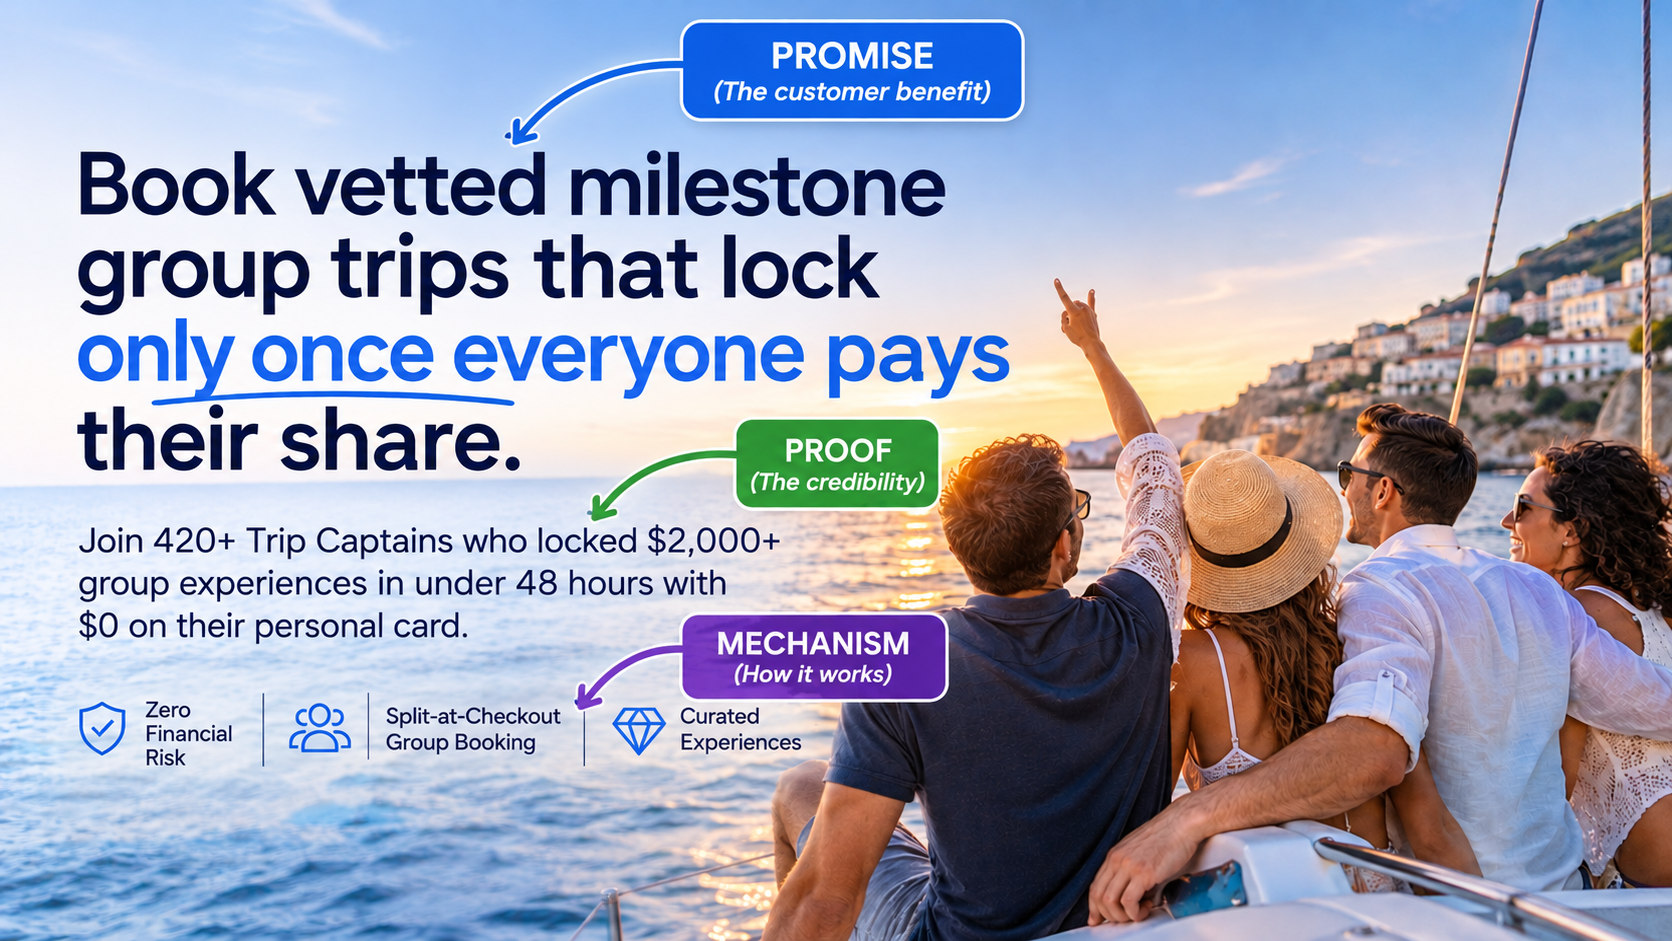 PROMISE
(The customer benefit)
Book vetted milestone
group trips that lock
only once everyone pays
their share.
PROOF
(The credibility)
Join 420+ Trip Captains who locked $2,000+
group experiences in under 48 hours with
$0 on their personal card.
MECHANISM
(How it works)
Zero
Financial
Risk
Split-at-Checkout
Group Booking
Curated
Experiences